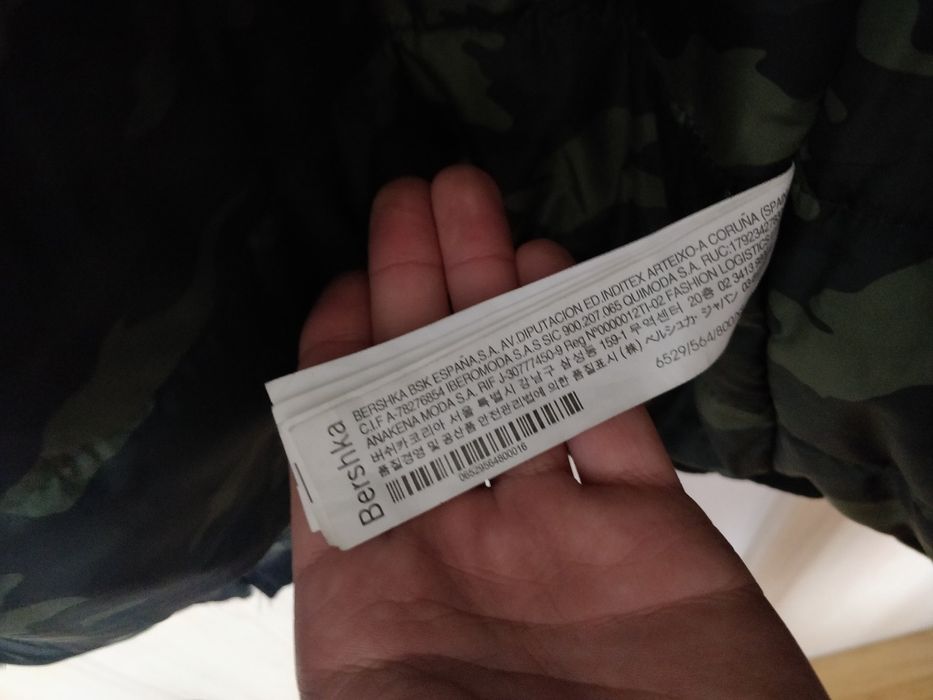 Bershka
BERSHKA BSK ESPAÑA,S.A. AV.DIPUTACION ED.INDITEX ARTEIXO-A CORUÑA (SPAIN
C.I.F A-78276854 IBEROMODA S.A.S SIC 900.207.065 QUIMODA S.A. RUC:1792342783
ANAKENA MODA S.A. RIF J-30777450-9 Reg Nº0000012TI-02 FASHION LOGISTICS
버쉬카코리아 서울 특별시 강남구 삼성동 159-1 무역센터 20층 02 3413
품질경영 및 공산품 안전관리법에 의한 품질표시 (株) ベルシュカ・ジャパン
6529/564/800
06529564800016